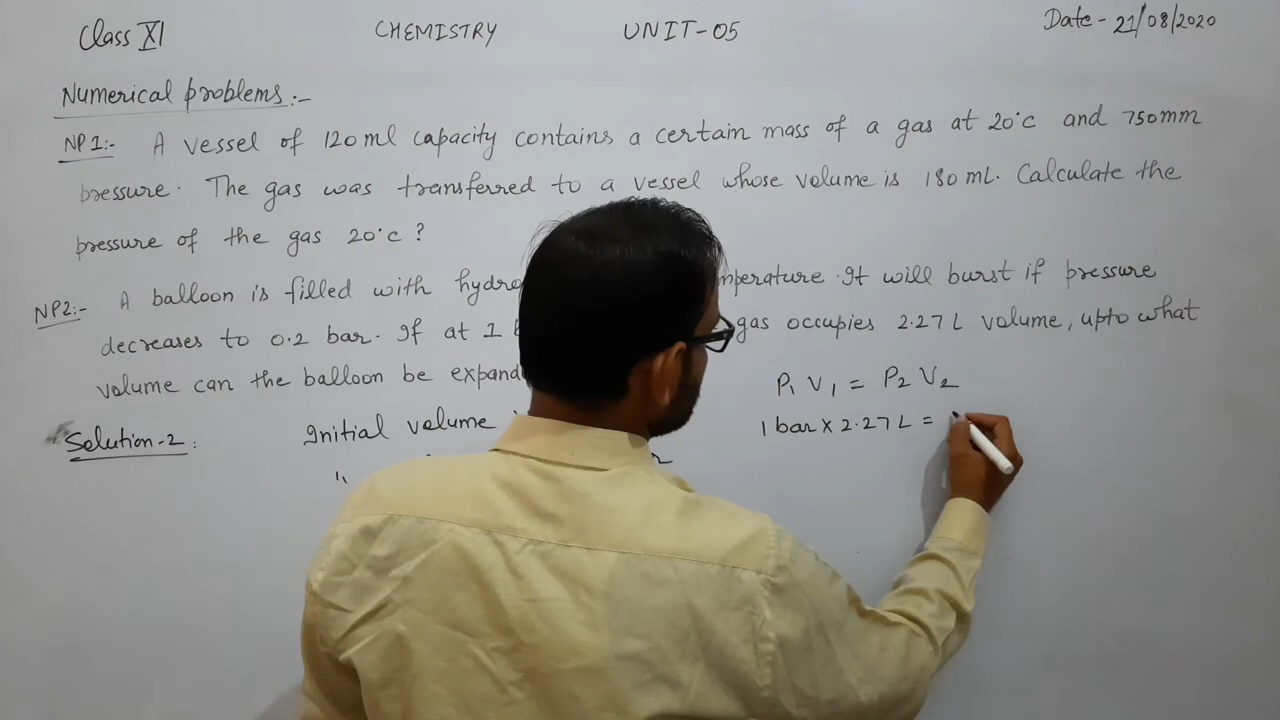 Class XI CHEMISTRY UNIT-05 Date - 21/08/2020
Numerical problems :-
NP1:- A vessel of 120 ml capacity contains a certain mass of a gas at 20°c and 750mm
pressure. The gas was transferred to a vessel whose volume is 180 mL. Calculate the
pressure of the gas 20°c ?
NP2:- A balloon is filled with hydro mperature. It will burst if pressure
decreases to 0.2 bar. If at 1 b gas occupies 2.27 L volume, upto what
volume can the balloon be expand
P₁ V₁ = P₂ V₂
Solution-2 : Initial volume 1 bar x 2.27 L =
"